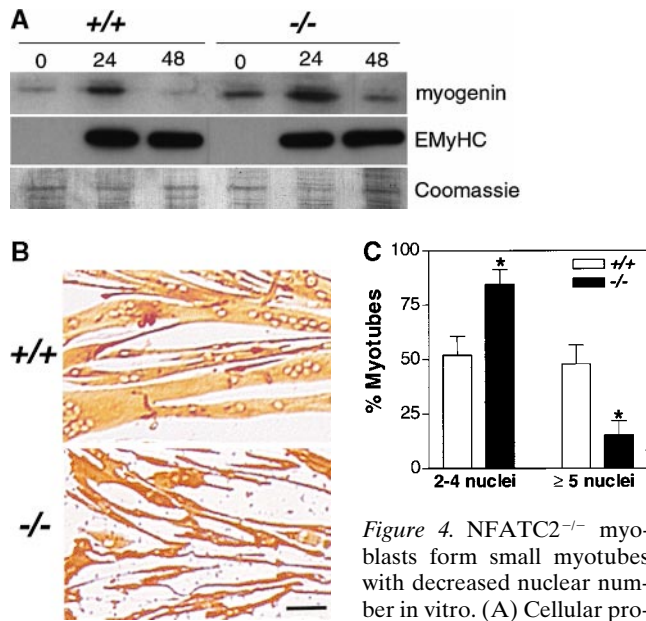 A
+/+ -/-
0 24 48 0 24 48
myogenin
EMyHC
Coomassie
B
+/+
-/-
C
100
75
50
25
0
% Myotubes
+/+
-/-
*
*
2-4 nuclei ≥ 5 nuclei
Figure 4. NFATC2−/− myo-
blasts form small myotubes
with decreased nuclear num-
ber in vitro. (A) Cellular pro-